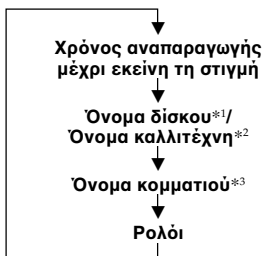 Χρόνος αναπαραγωγής
μέχρι εκείνη τη στιγμή
Όνομα δίσκου*1/
Όνομα καλλιτέχνη*2
Όνομα κομματιού*3
Ρολόι